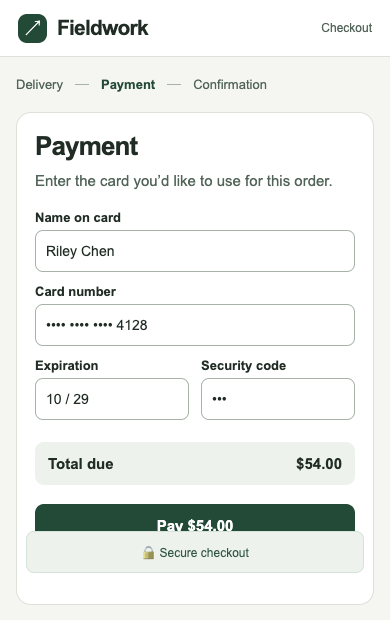 Fieldwork
Checkout
Delivery — Payment — Confirmation
Payment
Enter the card you’d like to use for this order.
Name on card
Riley Chen
Card number
•••• •••• •••• 4128
Expiration
Security code
10 / 29
•••
Total due
$54.00
Pay $54.00
🔒 Secure checkout